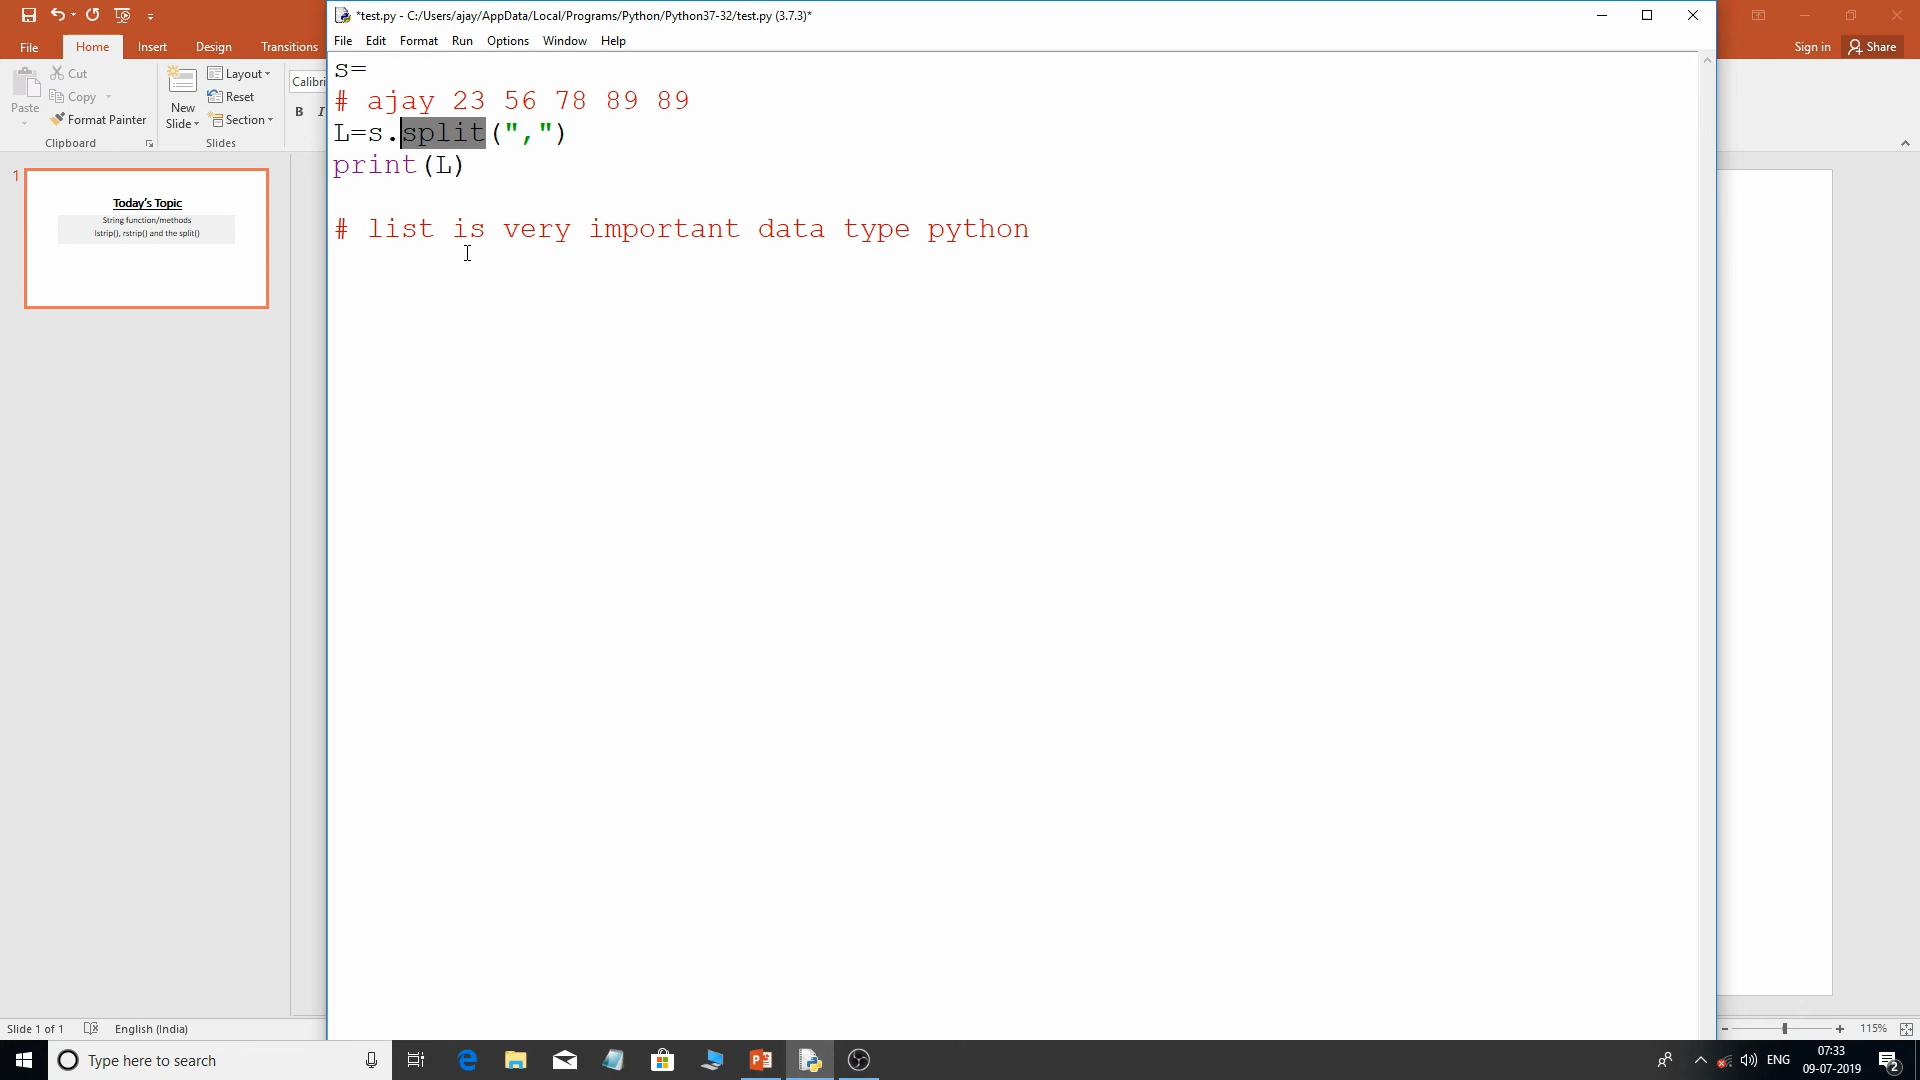 *test.py - C:/Users/ajay/AppData/Local/Programs/Python/Python37-32/test.py (3.7.3)*
File Edit Format Run Options Window Help
Sign in Share
File Home Insert Design Transitions
Cut
Copy
Format Painter
Paste
Clipboard
New
Slide
Layout
Reset
Section
Slides
Calibri
B I
s=
# ajay 23 56 78 89 89
L=s.split(",")
print(L)
# list is very important data type python
1
Today's Topic
String function/methods
lstrip(), rstrip() and the split()
Slide 1 of 1 English (India)
115%
Type here to search
ENG
07:33
09-07-2019
2